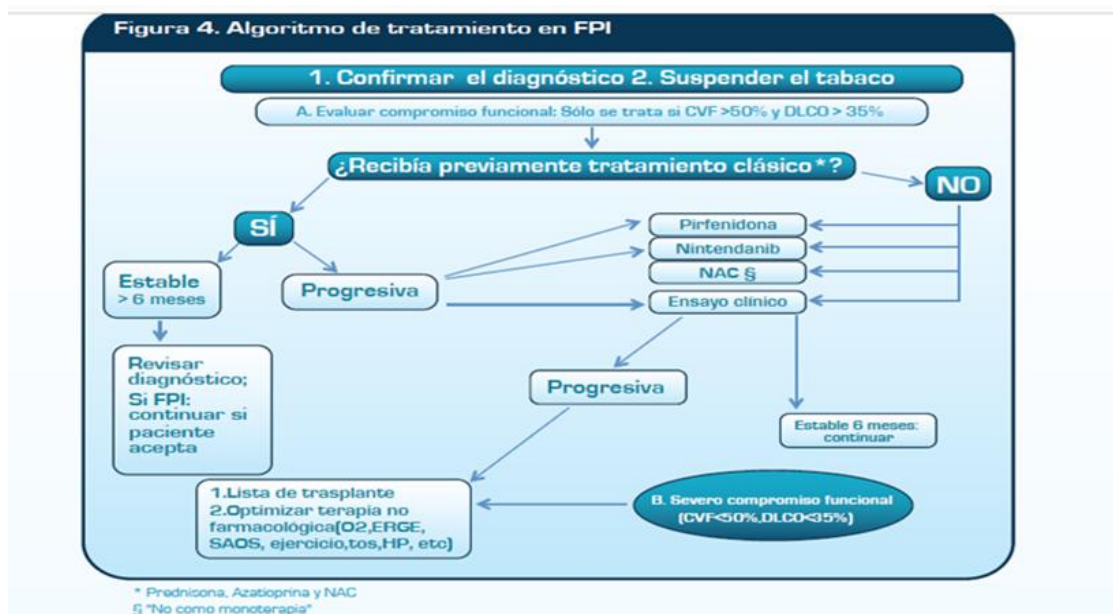 Figura 4. Algoritmo de tratamiento en FPI
1. Confirmar el diagnóstico 2. Suspender el tabaco
A. Evaluar compromiso funcional: Sólo se trata si CVF >50% y DLCO > 35%
¿Recibía previamente tratamiento clásico*?
NO
SÍ
Pirfenidona
Nintendanib
NAC §
Ensayo clínico
Estable
> 6 meses
Progresiva
Revisar
diagnóstico;
Si FPI:
continuar si
paciente
acepta
Progresiva
Estable 6 meses:
continuar
1.Lista de trasplante
2.Optimizar terapia no
farmacológica(O2,ERGE,
SAOS, ejercicio,tos,HP, etc)
B. Severo compromiso funcional
(CVF<50%,DLCO<35%)
* Prednisona, Azatioprina y NAC
§ "No como monoterapia"